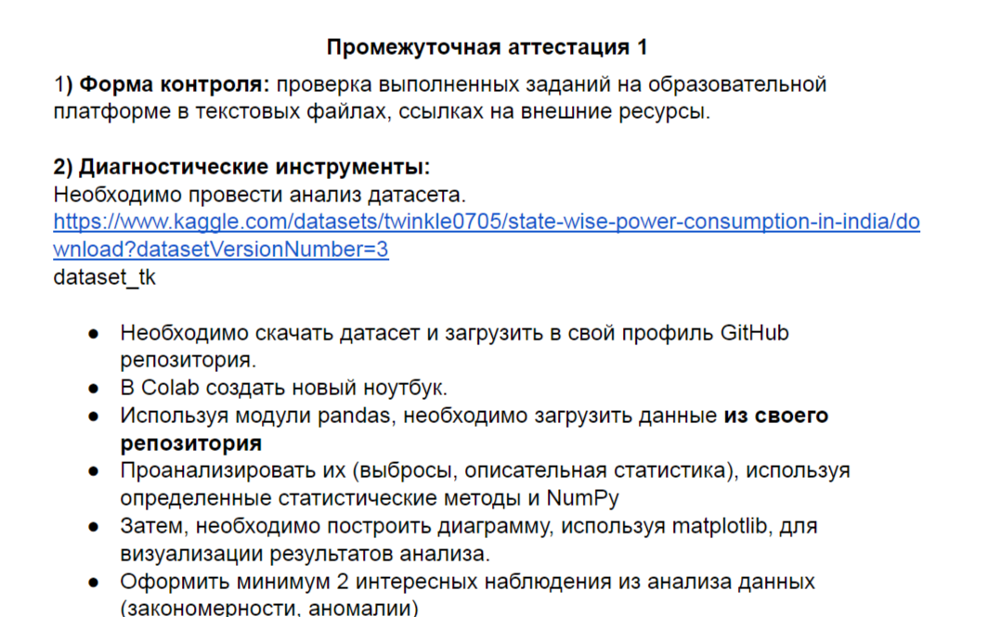 Промежуточная аттестация 1
1) Форма контроля: проверка выполненных заданий на образовательной
платформе в текстовых файлах, ссылках на внешние ресурсы.
2) Диагностические инструменты:
Необходимо провести анализ датасета.
https://www.kaggle.com/datasets/twinkle0705/state-wise-power-consumption-in-india/do
wnload?datasetVersionNumber=3
dataset_tk
● Необходимо скачать датасет и загрузить в свой профиль GitHub
репозитория.
● В Colab создать новый ноутбук.
● Используя модули pandas, необходимо загрузить данные из своего
репозитория
● Проанализировать их (выбросы, описательная статистика), используя
определенные статистические методы и NumPy
● Затем, необходимо построить диаграмму, используя matplotlib, для
визуализации результатов анализа.
● Оформить минимум 2 интересных наблюдения из анализа данных
(закономерности, аномалии)